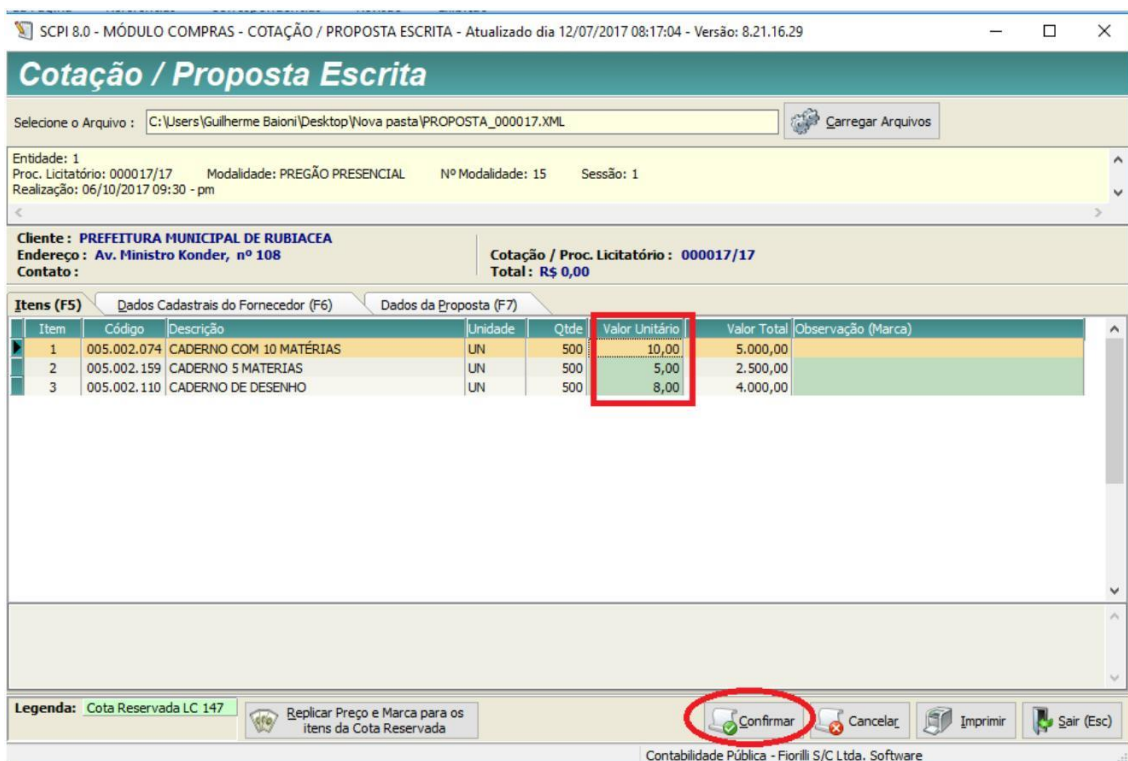 SCPI 8.0 - MÓDULO COMPRAS - COTAÇÃO / PROPOSTA ESCRITA - Atualizado dia 12/07/2017 08:17:04 - Versão: 8.21.16.29
Cotação / Proposta Escrita
Selecione o Arquivo : C:\Users\Guilherme Baioni\Desktop\Nova pasta\PROPOSTA_000017.XML Carregar Arquivos
Entidade: 1
Proc. Licitatório: 000017/17 Modalidade: PREGÃO PRESENCIAL Nº Modalidade: 15 Sessão: 1
Realização: 06/10/2017 09:30 - pm
Cliente : PREFEITURA MUNICIPAL DE RUBIACEA
Endereço : Av. Ministro Konder, nº 108 Cotação / Proc. Licitatório : 000017/17
Contato : Total : R$ 0,00
Itens (F5) Dados Cadastrais do Fornecedor (F6) Dados da Proposta (F7)
Item Código Descrição Unidade Qtde Valor Unitário Valor Total Observação (Marca)
1 005.002.074 CADERNO COM 10 MATÉRIAS UN 500 10,00 5.000,00
2 005.002.159 CADERNO 5 MATERIAS UN 500 5,00 2.500,00
3 005.002.110 CADERNO DE DESENHO UN 500 8,00 4.000,00
Legenda: Cota Reservada LC 147 Replicar Preço e Marca para os
itens da Cota Reservada Confirmar Cancelar Imprimir Sair (Esc)
Contabilidade Pública - Fiorilli S/C Ltda. Software